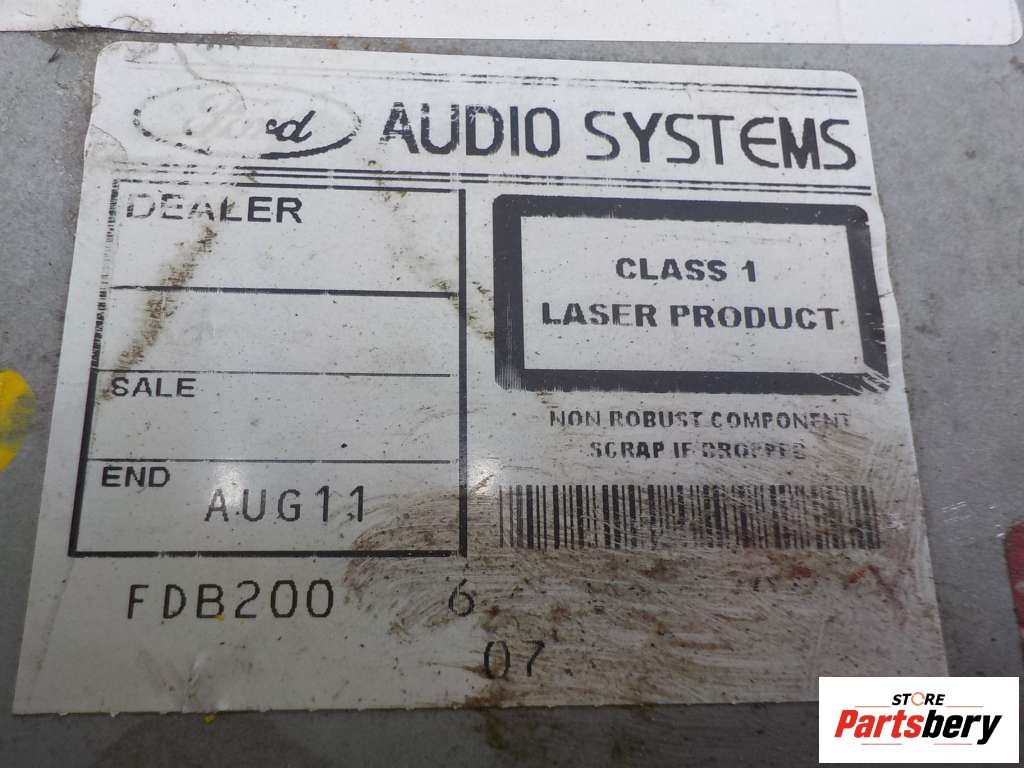 Ford AUDIO SYSTEMS
DEALER
CLASS 1
LASER PRODUCT
SALE
NON ROBUST COMPONENT
SCRAP IF DROPPED
END
AUG11
FDB200 6
07
STORE
Partsbery